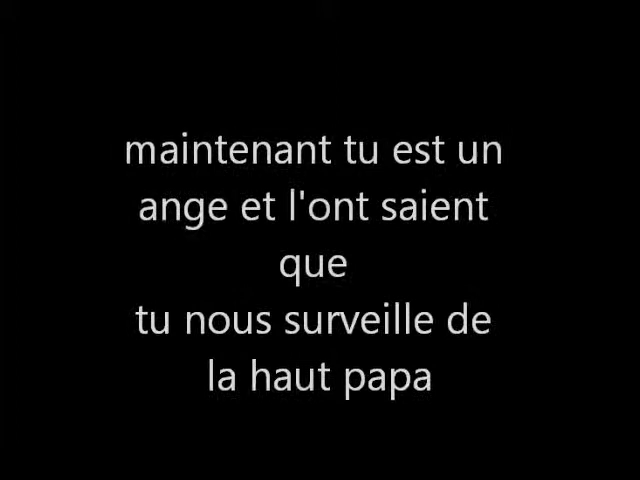 maintenant tu est un
ange et l'ont saient
que
tu nous surveille de
la haut papa